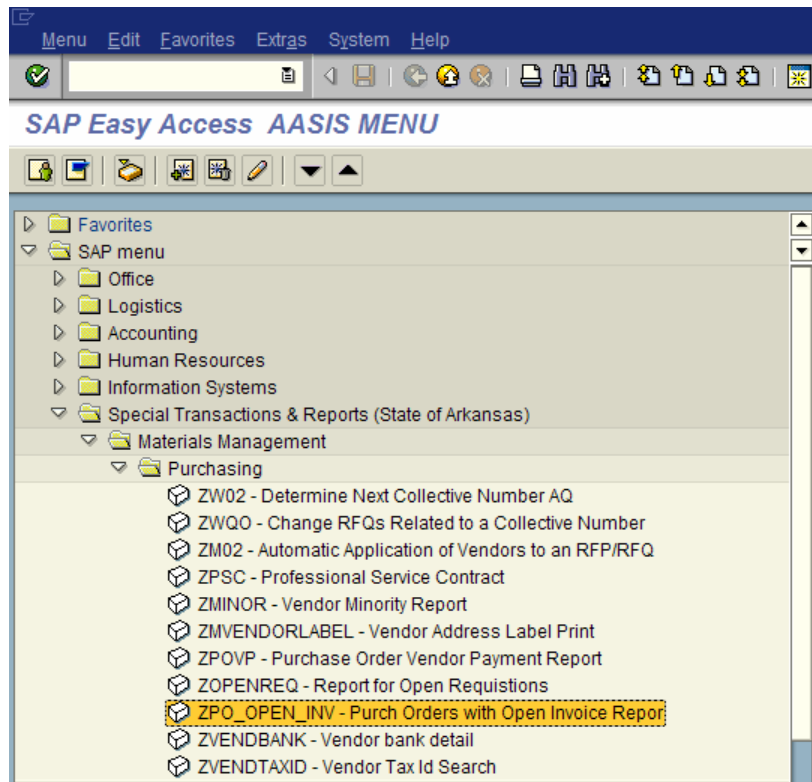 Menu Edit Favorites Extras System Help
SAP Easy Access AASIS MENU
Favorites
SAP menu
Office
Logistics
Accounting
Human Resources
Information Systems
Special Transactions & Reports (State of Arkansas)
Materials Management
Purchasing
ZW02 - Determine Next Collective Number AQ
ZWQO - Change RFQs Related to a Collective Number
ZM02 - Automatic Application of Vendors to an RFP/RFQ
ZPSC - Professional Service Contract
ZMINOR - Vendor Minority Report
ZMVENDORLABEL - Vendor Address Label Print
ZPOVP - Purchase Order Vendor Payment Report
ZOPENREQ - Report for Open Requistions
ZPO_OPEN_INV - Purch Orders with Open Invoice Repor
ZVENDBANK - Vendor bank detail
ZVENDTAXID - Vendor Tax Id Search